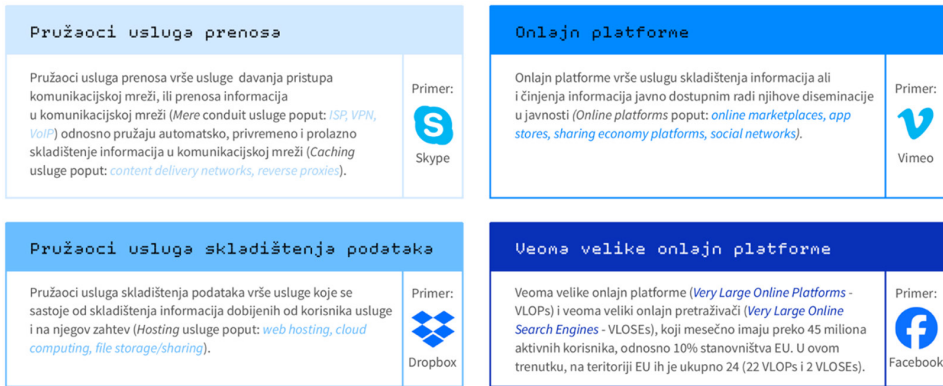 Pružaoci usluga prenosa
Pružaoci usluga prenosa vrše usluge davanja pristupa
komunikacijskoj mreži, ili prenosa informacija
u komunikacijskoj mreži (Mere conduit usluge poput: ISP, VPN,
VoIP) odnosno pružaju automatsko, privremeno i prolazno
skladištenje informacija u komunikacijskoj mreži (Caching
usluge poput: content delivery networks, reverse proxies).
Primer:
Skype
Onlajn platforme
Onlajn platforme vrše uslugu skladištenja informacija ali
i činjenja informacija javno dostupnim radi njihove diseminacije
u javnosti (Online platforms poput: online marketplaces, app
stores, sharing economy platforms, social networks).
Primer:
Vimeo
Pružaoci usluga skladištenja podataka
Pružaoci usluga skladištenja podataka vrše usluge koje se
sastoje od skladištenja informacija dobijenih od korisnika usluge
i na njegov zahtev (Hosting usluge poput: web hosting, cloud
computing, file storage/sharing).
Primer:
Dropbox
Veoma velike onlajn platforme
Veoma velike onlajn platforme (Very Large Online Platforms -
VLOPs) i veoma veliki onlajn pretraživači (Very Large Online
Search Engines - VLOSEs), koji mesečno imaju preko 45 miliona
aktivnih korisnika, odnosno 10% stanovništva EU. U ovom
trenutku, na teritoriji EU ih je ukupno 24 (22 VLOPs i 2 VLOSEs).
Primer:
Facebook